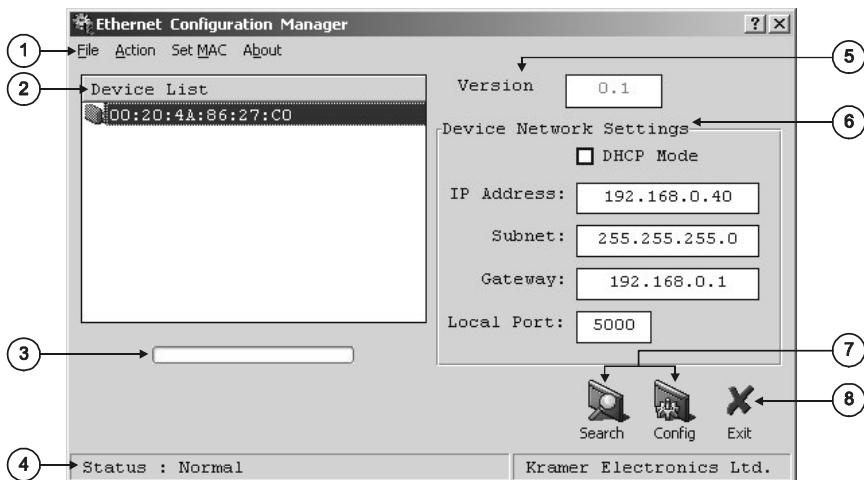 Ethernet Configuration Manager
1
File Action Set MAC About
5
2
Device List
Version 0.1
00:20:4A:86:27:C0
6
Device Network Settings
DHCP Mode
IP Address: 192.168.0.40
Subnet: 255.255.255.0
Gateway: 192.168.0.1
Local Port: 5000
3
7
8
Search Config Exit
4
Status : Normal
Kramer Electronics Ltd.